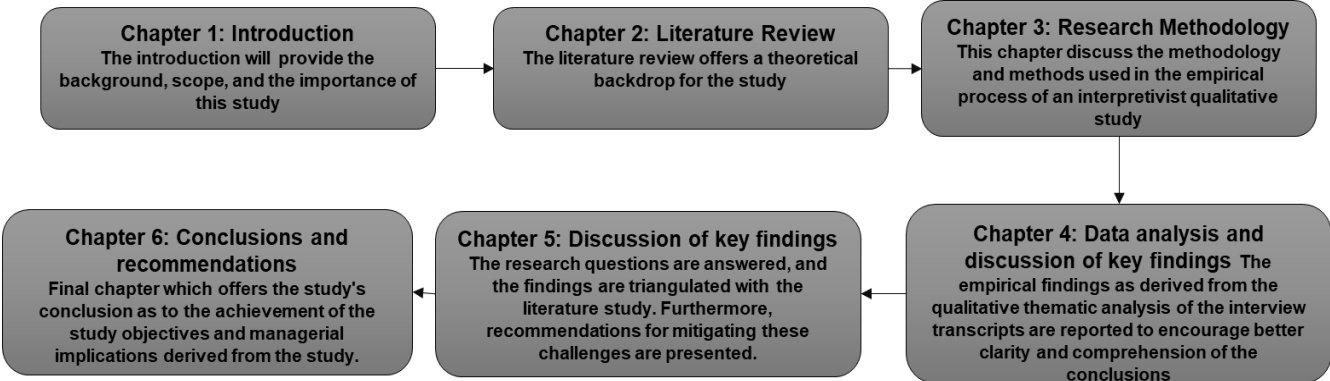 Chapter 1: Introduction
The introduction will provide the
background, scope, and the importance of
this study
Chapter 2: Literature Review
The literature review offers a theoretical
backdrop for the study
Chapter 3: Research Methodology
This chapter discuss the methodology
and methods used in the empirical
process of an interpretivist qualitative
study
Chapter 4: Data analysis and
discussion of key findings The
empirical findings as derived from the
qualitative thematic analysis of the interview
transcripts are reported to encourage better
clarity and comprehension of the
conclusions
Chapter 5: Discussion of key findings
The research questions are answered, and
the findings are triangulated with the
literature study. Furthermore,
recommendations for mitigating these
challenges are presented.
Chapter 6: Conclusions and
recommendations
Final chapter which offers the study's
conclusion as to the achievement of the
study objectives and managerial
implications derived from the study.